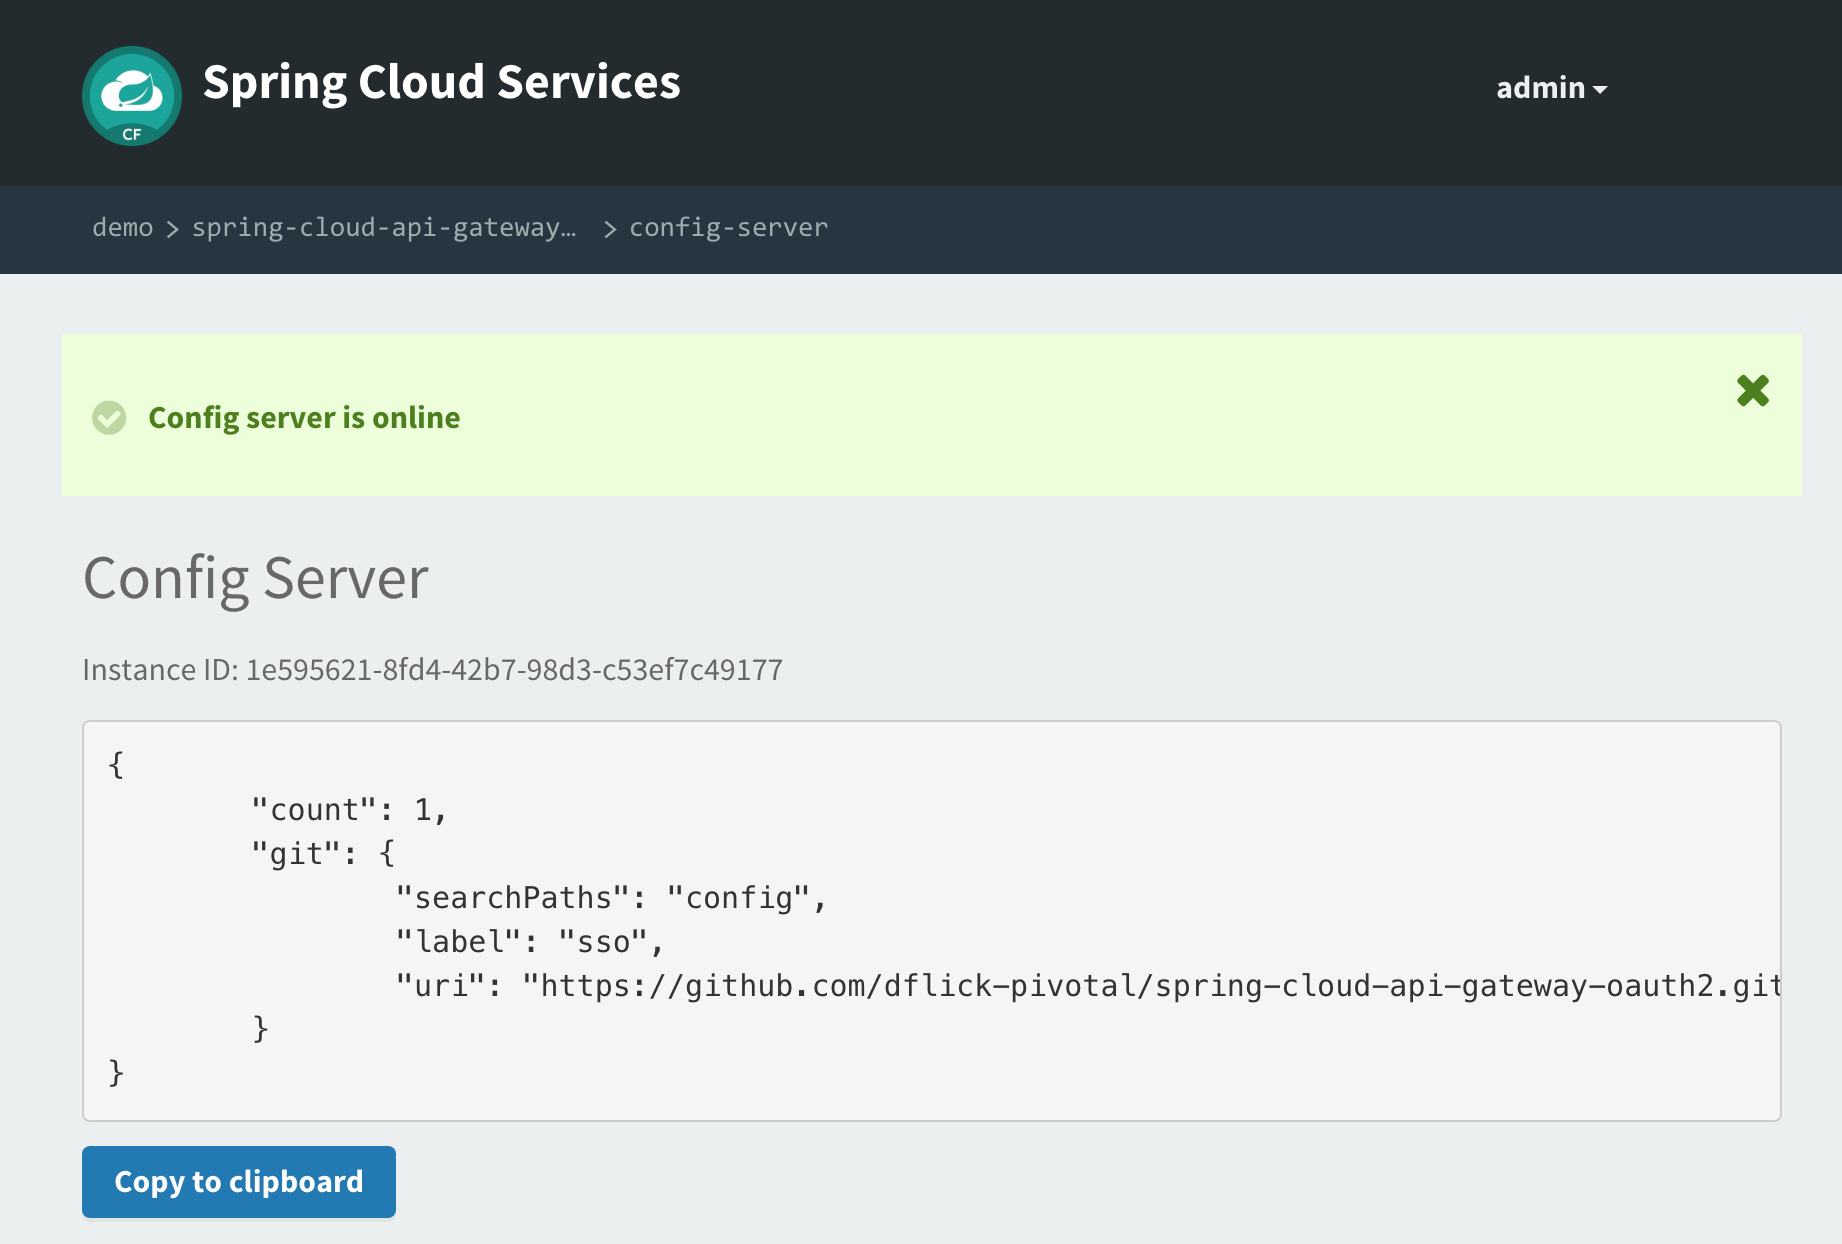 Spring Cloud Services
CF
admin
demo > spring-cloud-api-gateway… > config-server
Config server is online
Config Server
Instance ID: 1e595621-8fd4-42b7-98d3-c53ef7c49177
{
"count": 1,
"git": {
"searchPaths": "config",
"label": "sso",
"uri": "https://github.com/dflick-pivotal/spring-cloud-api-gateway-oauth2.git
}
}
Copy to clipboard